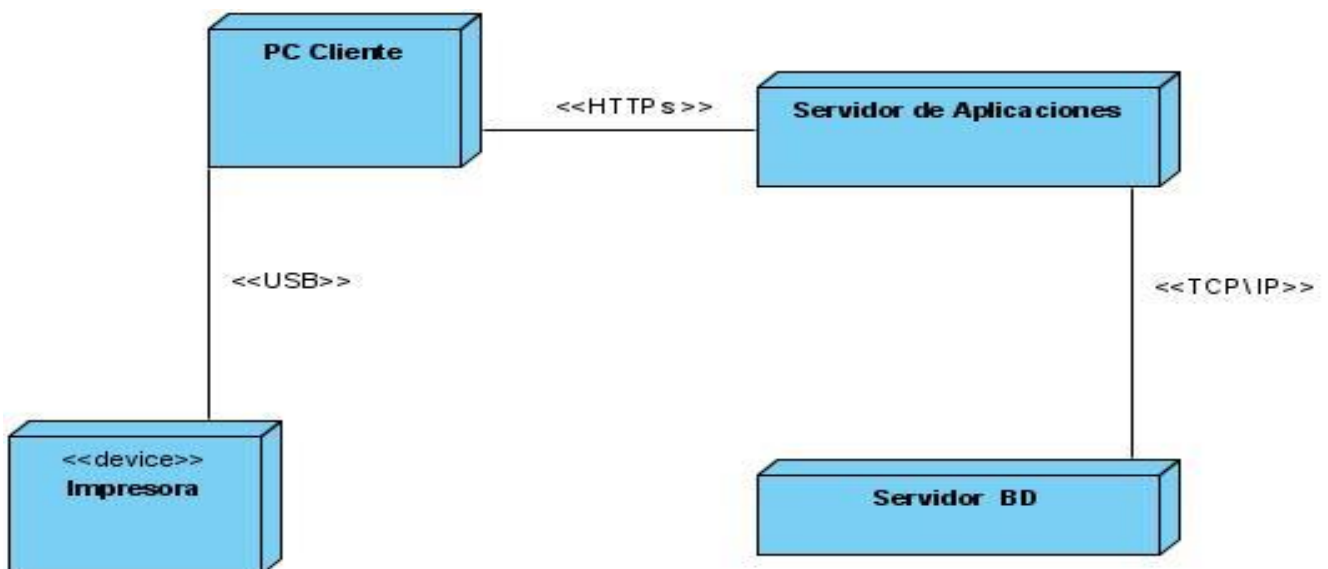 PC Cliente
<<HTTPs>>
Servidor de Aplicaciones
<<USB>>
<<TCP\IP>>
<<device>>
Impresora
Servidor BD